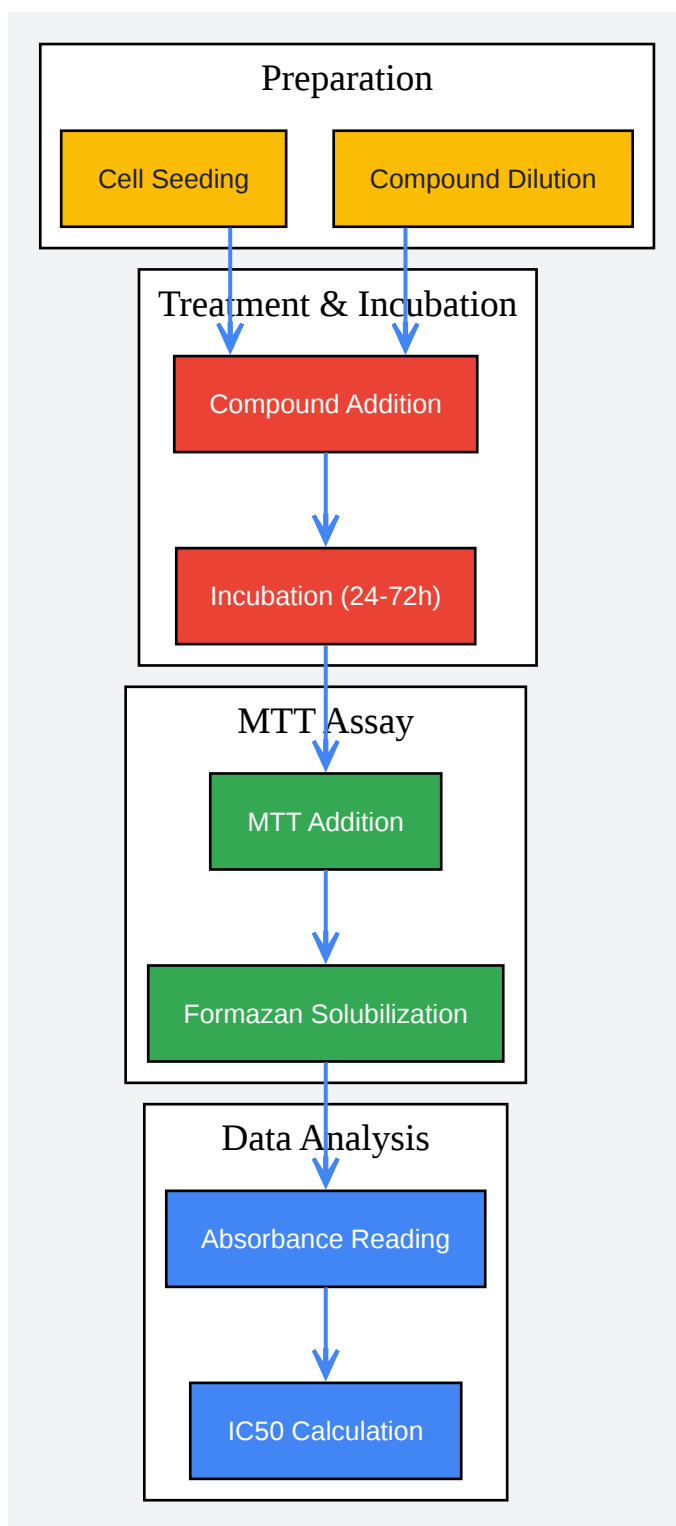 Preparation
Cell Seeding
Compound Dilution
Treatment & Incubation
Compound Addition
Incubation (24-72h)
MTT Assay
MTT Addition
Formazan Solubilization
Data Analysis
Absorbance Reading
IC50 Calculation